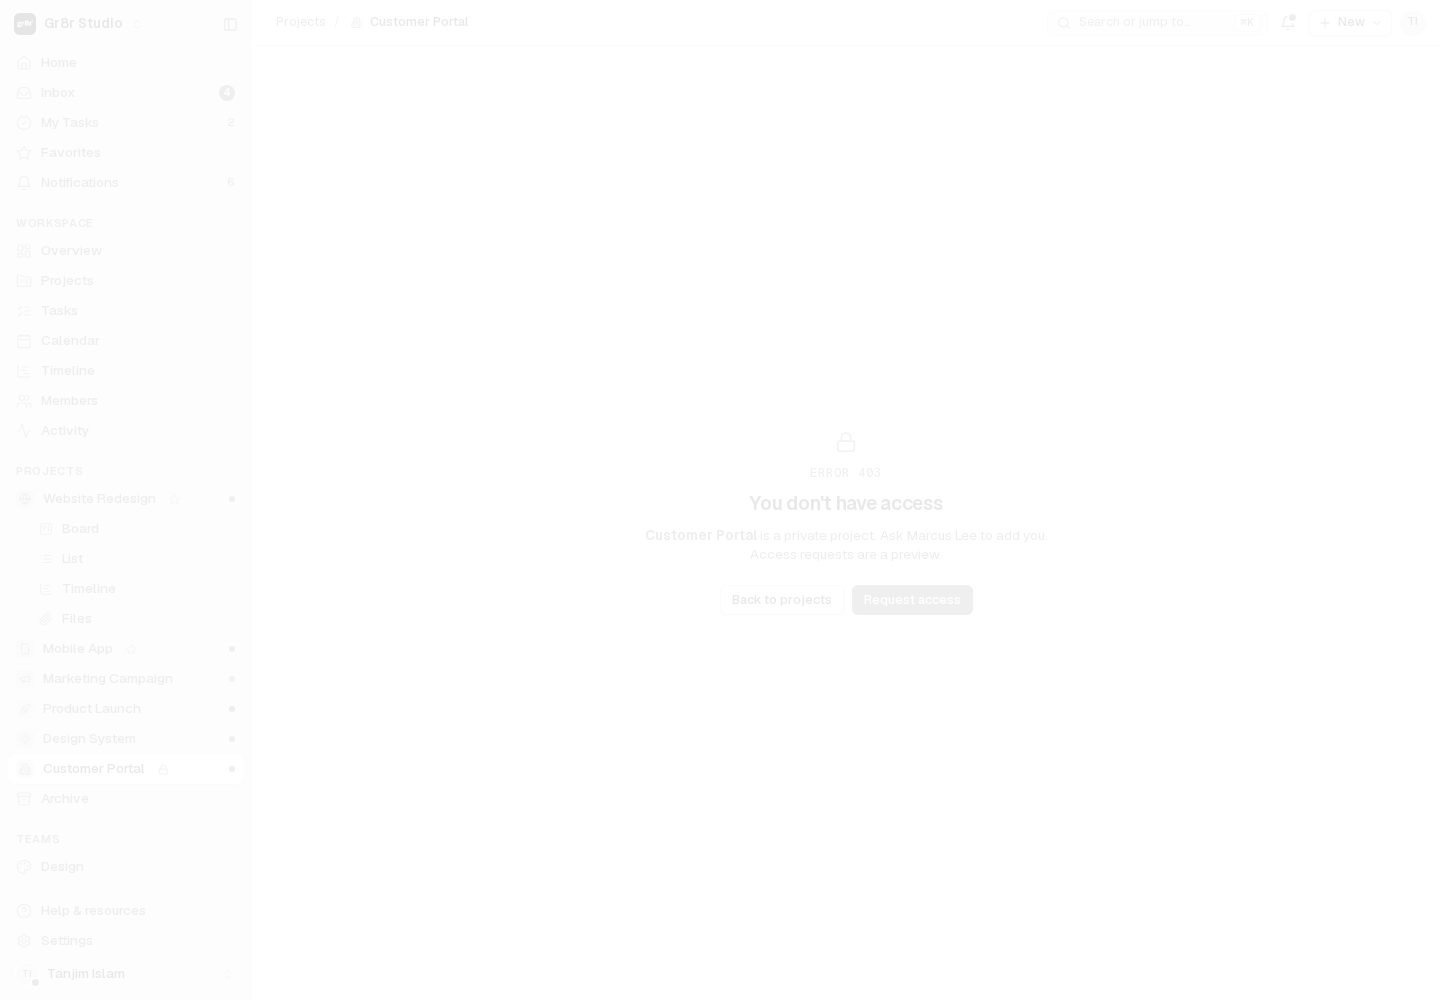 gr8r Gr8r Studio
Home
Inbox 4
My Tasks 2
Favorites
Notifications 6
WORKSPACE
Overview
Projects
Tasks
Calendar
Timeline
Members
Activity
PROJECTS
Website Redesign
Board
List
Timeline
Files
Mobile App
Marketing Campaign
Product Launch
Design System
Customer Portal
Archive
TEAMS
Design
Help & resources
Settings
TI Tanjim Islam
Projects / Customer Portal
Search or jump to... ⌘K
New
TI
ERROR 403
You don't have access
Customer Portal is a private project. Ask Marcus Lee to add you.
Access requests are a preview.
Back to projects
Request access